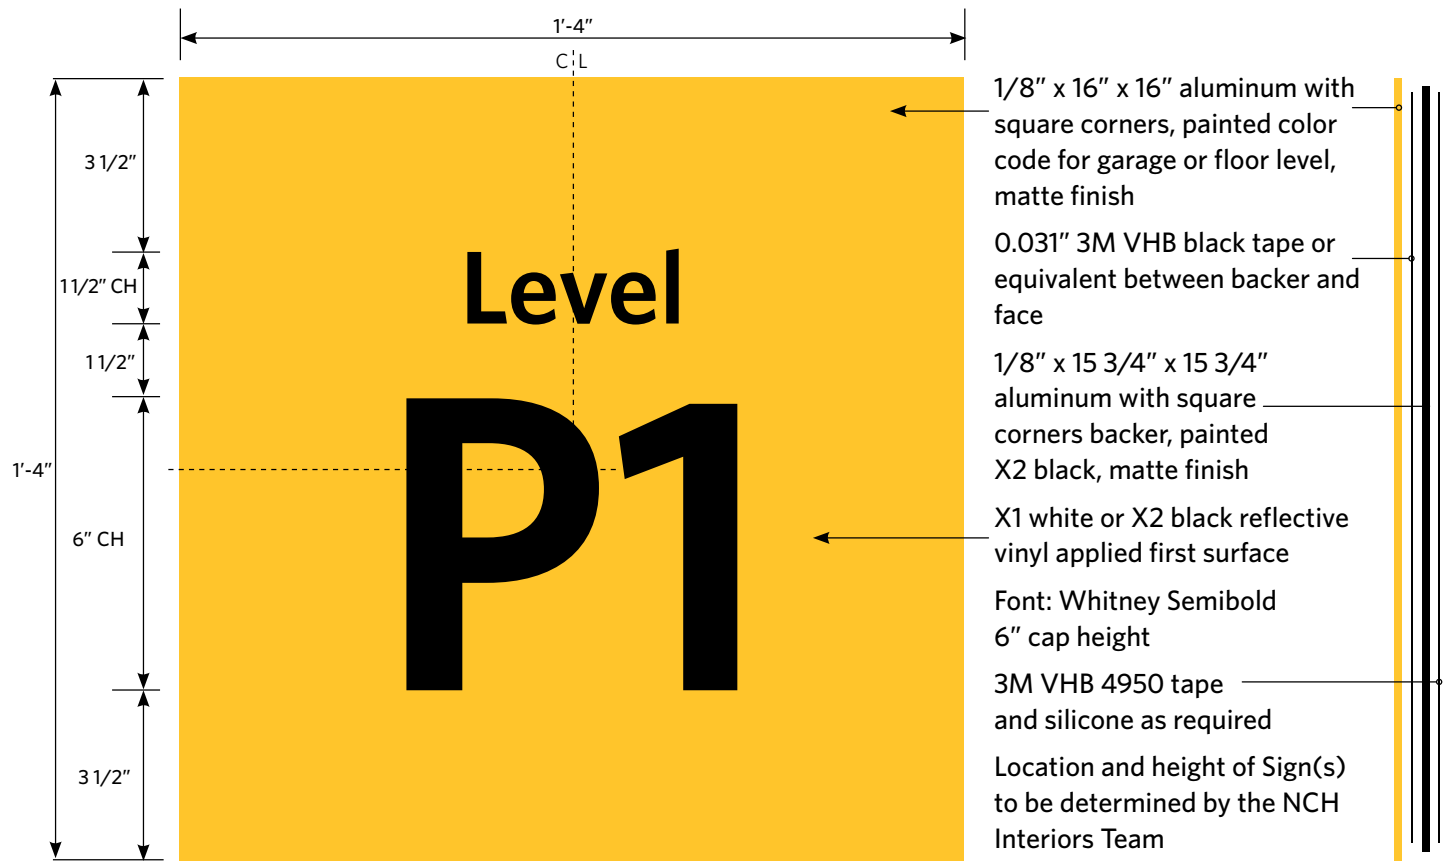 1'-4"
C L
3 1/2"
1 1/2" CH
1 1/2"
1'-4"
6" CH
3 1/2"
Level
P1
1/8" x 16" x 16" aluminum with
square corners, painted color
code for garage or floor level,
matte finish
0.031" 3M VHB black tape or
equivalent between backer and
face
1/8" x 15 3/4" x 15 3/4"
aluminum with square
corners backer, painted
X2 black, matte finish
X1 white or X2 black reflective
vinyl applied first surface
Font: Whitney Semibold
6" cap height
3M VHB 4950 tape
and silicone as required
Location and height of Sign(s)
to be determined by the NCH
Interiors Team